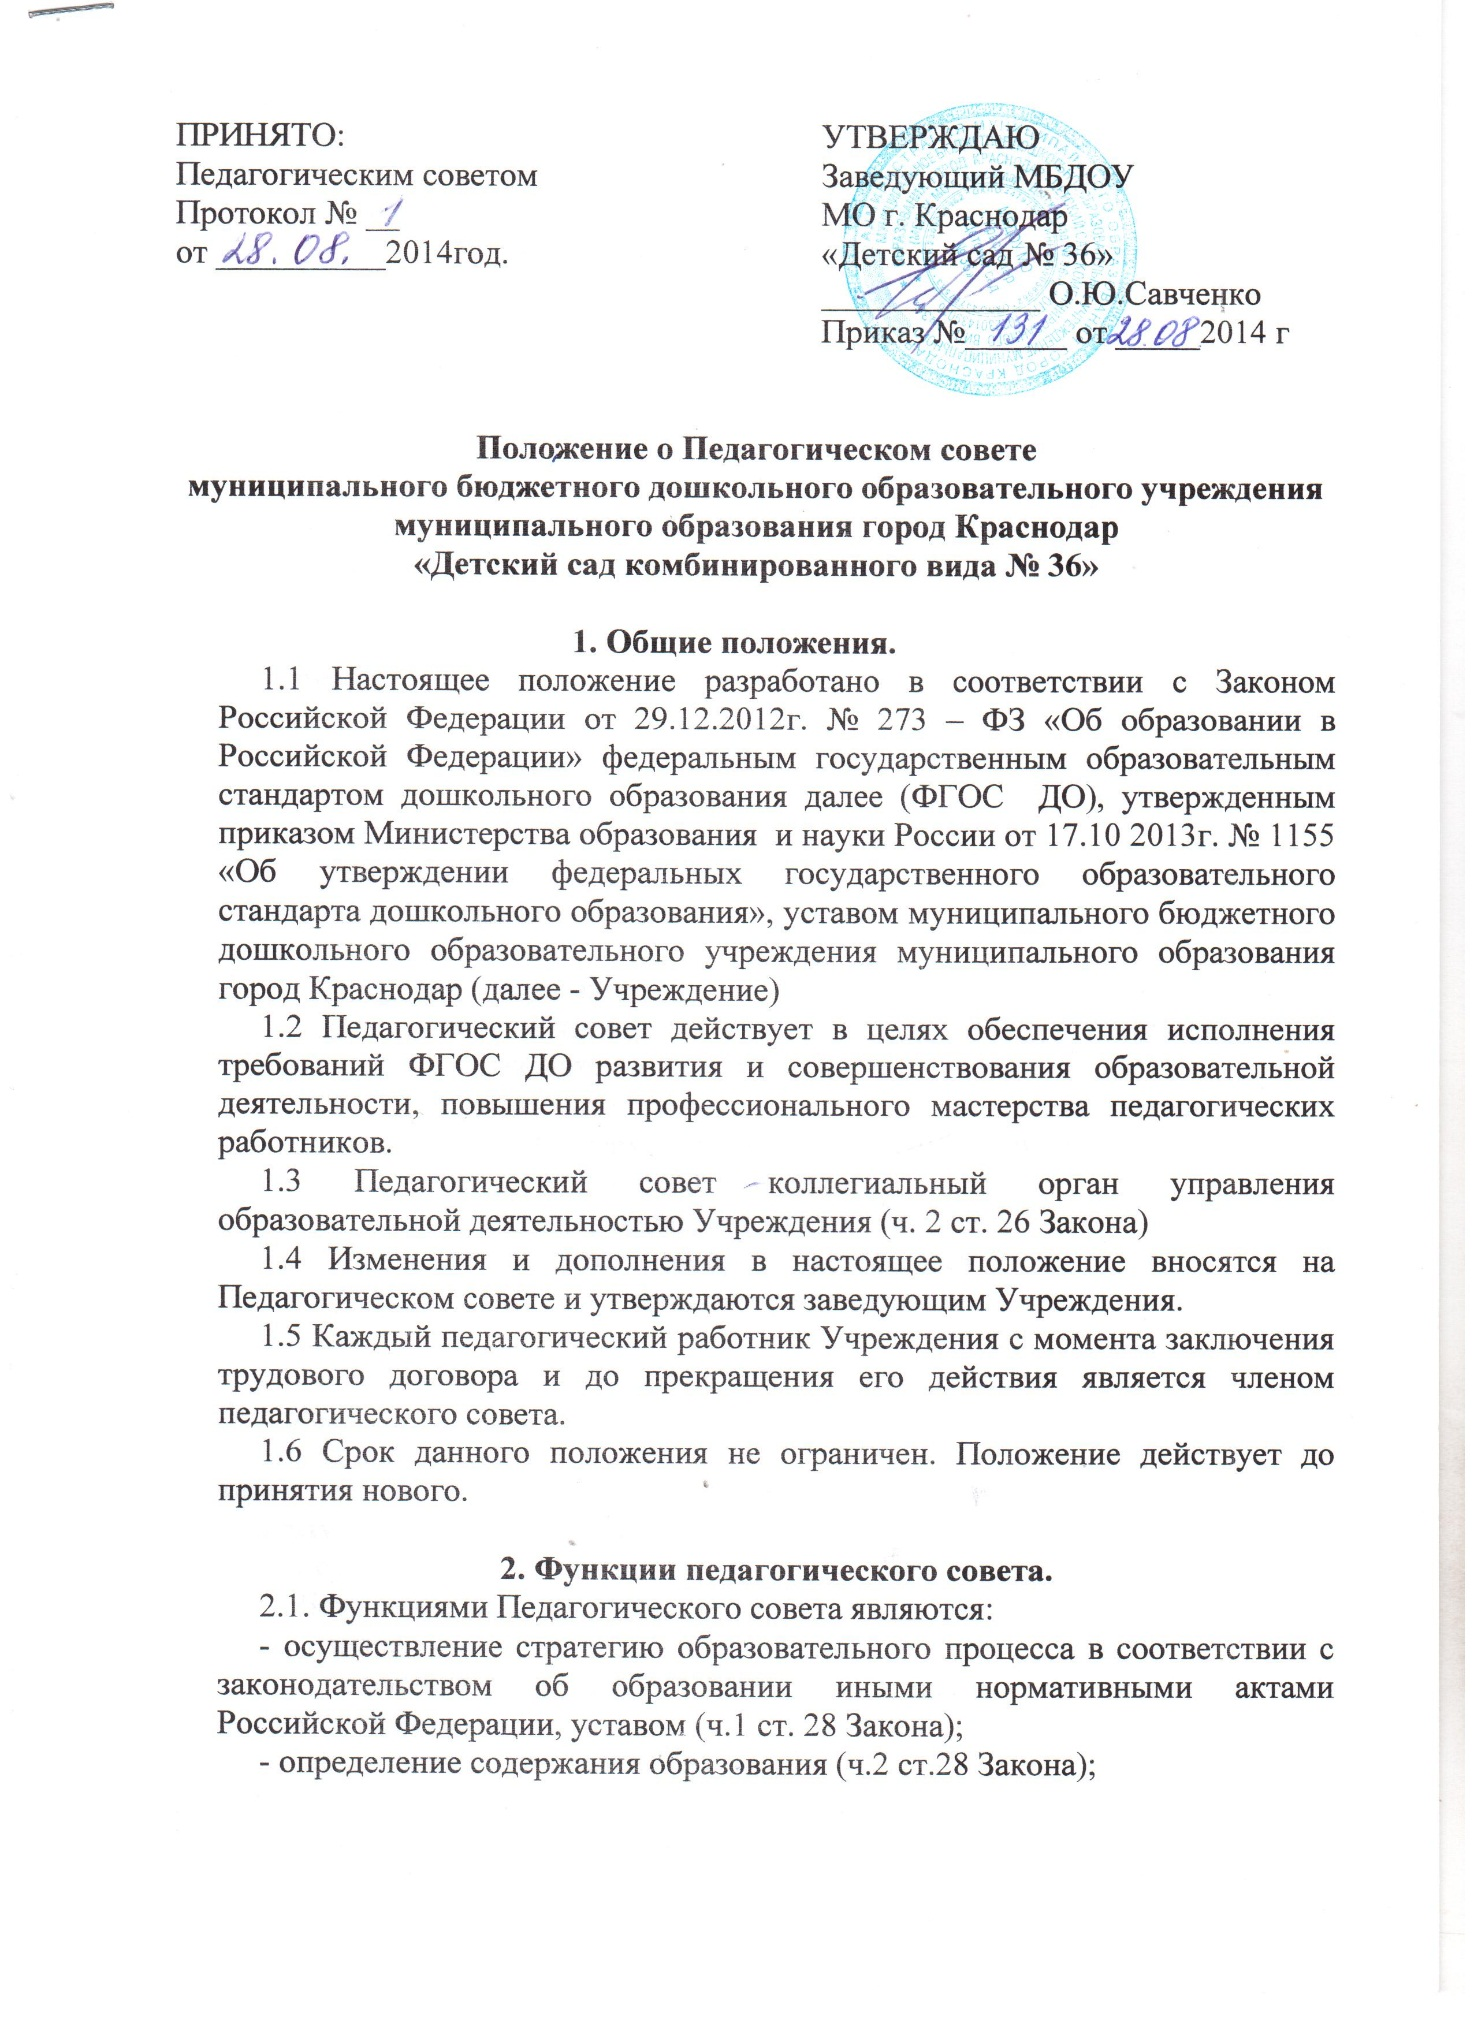 ПРИНЯТО:
Педагогическим советом
Протокол № 1
от 28.08. 2014год.
УТВЕРЖДАЮ
Заведующий МБДОУ
МО г. Краснодар
«Детский сад № 36»
О.Ю.Савченко
Приказ № 131 от 28.08 2014 г
Положение о Педагогическом совете
муниципального бюджетного дошкольного образовательного учреждения
муниципального образования город Краснодар
«Детский сад комбинированного вида № 36»
1. Общие положения.
1.1 Настоящее положение разработано в соответствии с Законом
Российской Федерации от 29.12.2012г. № 273 – ФЗ «Об образовании в
Российской Федерации» федеральным государственным образовательным
стандартом дошкольного образования далее (ФГОС ДО), утвержденным
приказом Министерства образования и науки России от 17.10 2013г. № 1155
«Об утверждении федеральных государственного образовательного
стандарта дошкольного образования», уставом муниципального бюджетного
дошкольного образовательного учреждения муниципального образования
город Краснодар (далее - Учреждение)
1.2 Педагогический совет действует в целях обеспечения исполнения
требований ФГОС ДО развития и совершенствования образовательной
деятельности, повышения профессионального мастерства педагогических
работников.
1.3 Педагогический совет - коллегиальный орган управления
образовательной деятельностью Учреждения (ч. 2 ст. 26 Закона)
1.4 Изменения и дополнения в настоящее положение вносятся на
Педагогическом совете и утверждаются заведующим Учреждения.
1.5 Каждый педагогический работник Учреждения с момента заключения
трудового договора и до прекращения его действия является членом
педагогического совета.
1.6 Срок данного положения не ограничен. Положение действует до
принятия нового.
2. Функции педагогического совета.
2.1. Функциями Педагогического совета являются:
- осуществление стратегию образовательного процесса в соответствии с
законодательством об образовании иными нормативными актами
Российской Федерации, уставом (ч.1 ст. 28 Закона);
- определение содержания образования (ч.2 ст.28 Закона);